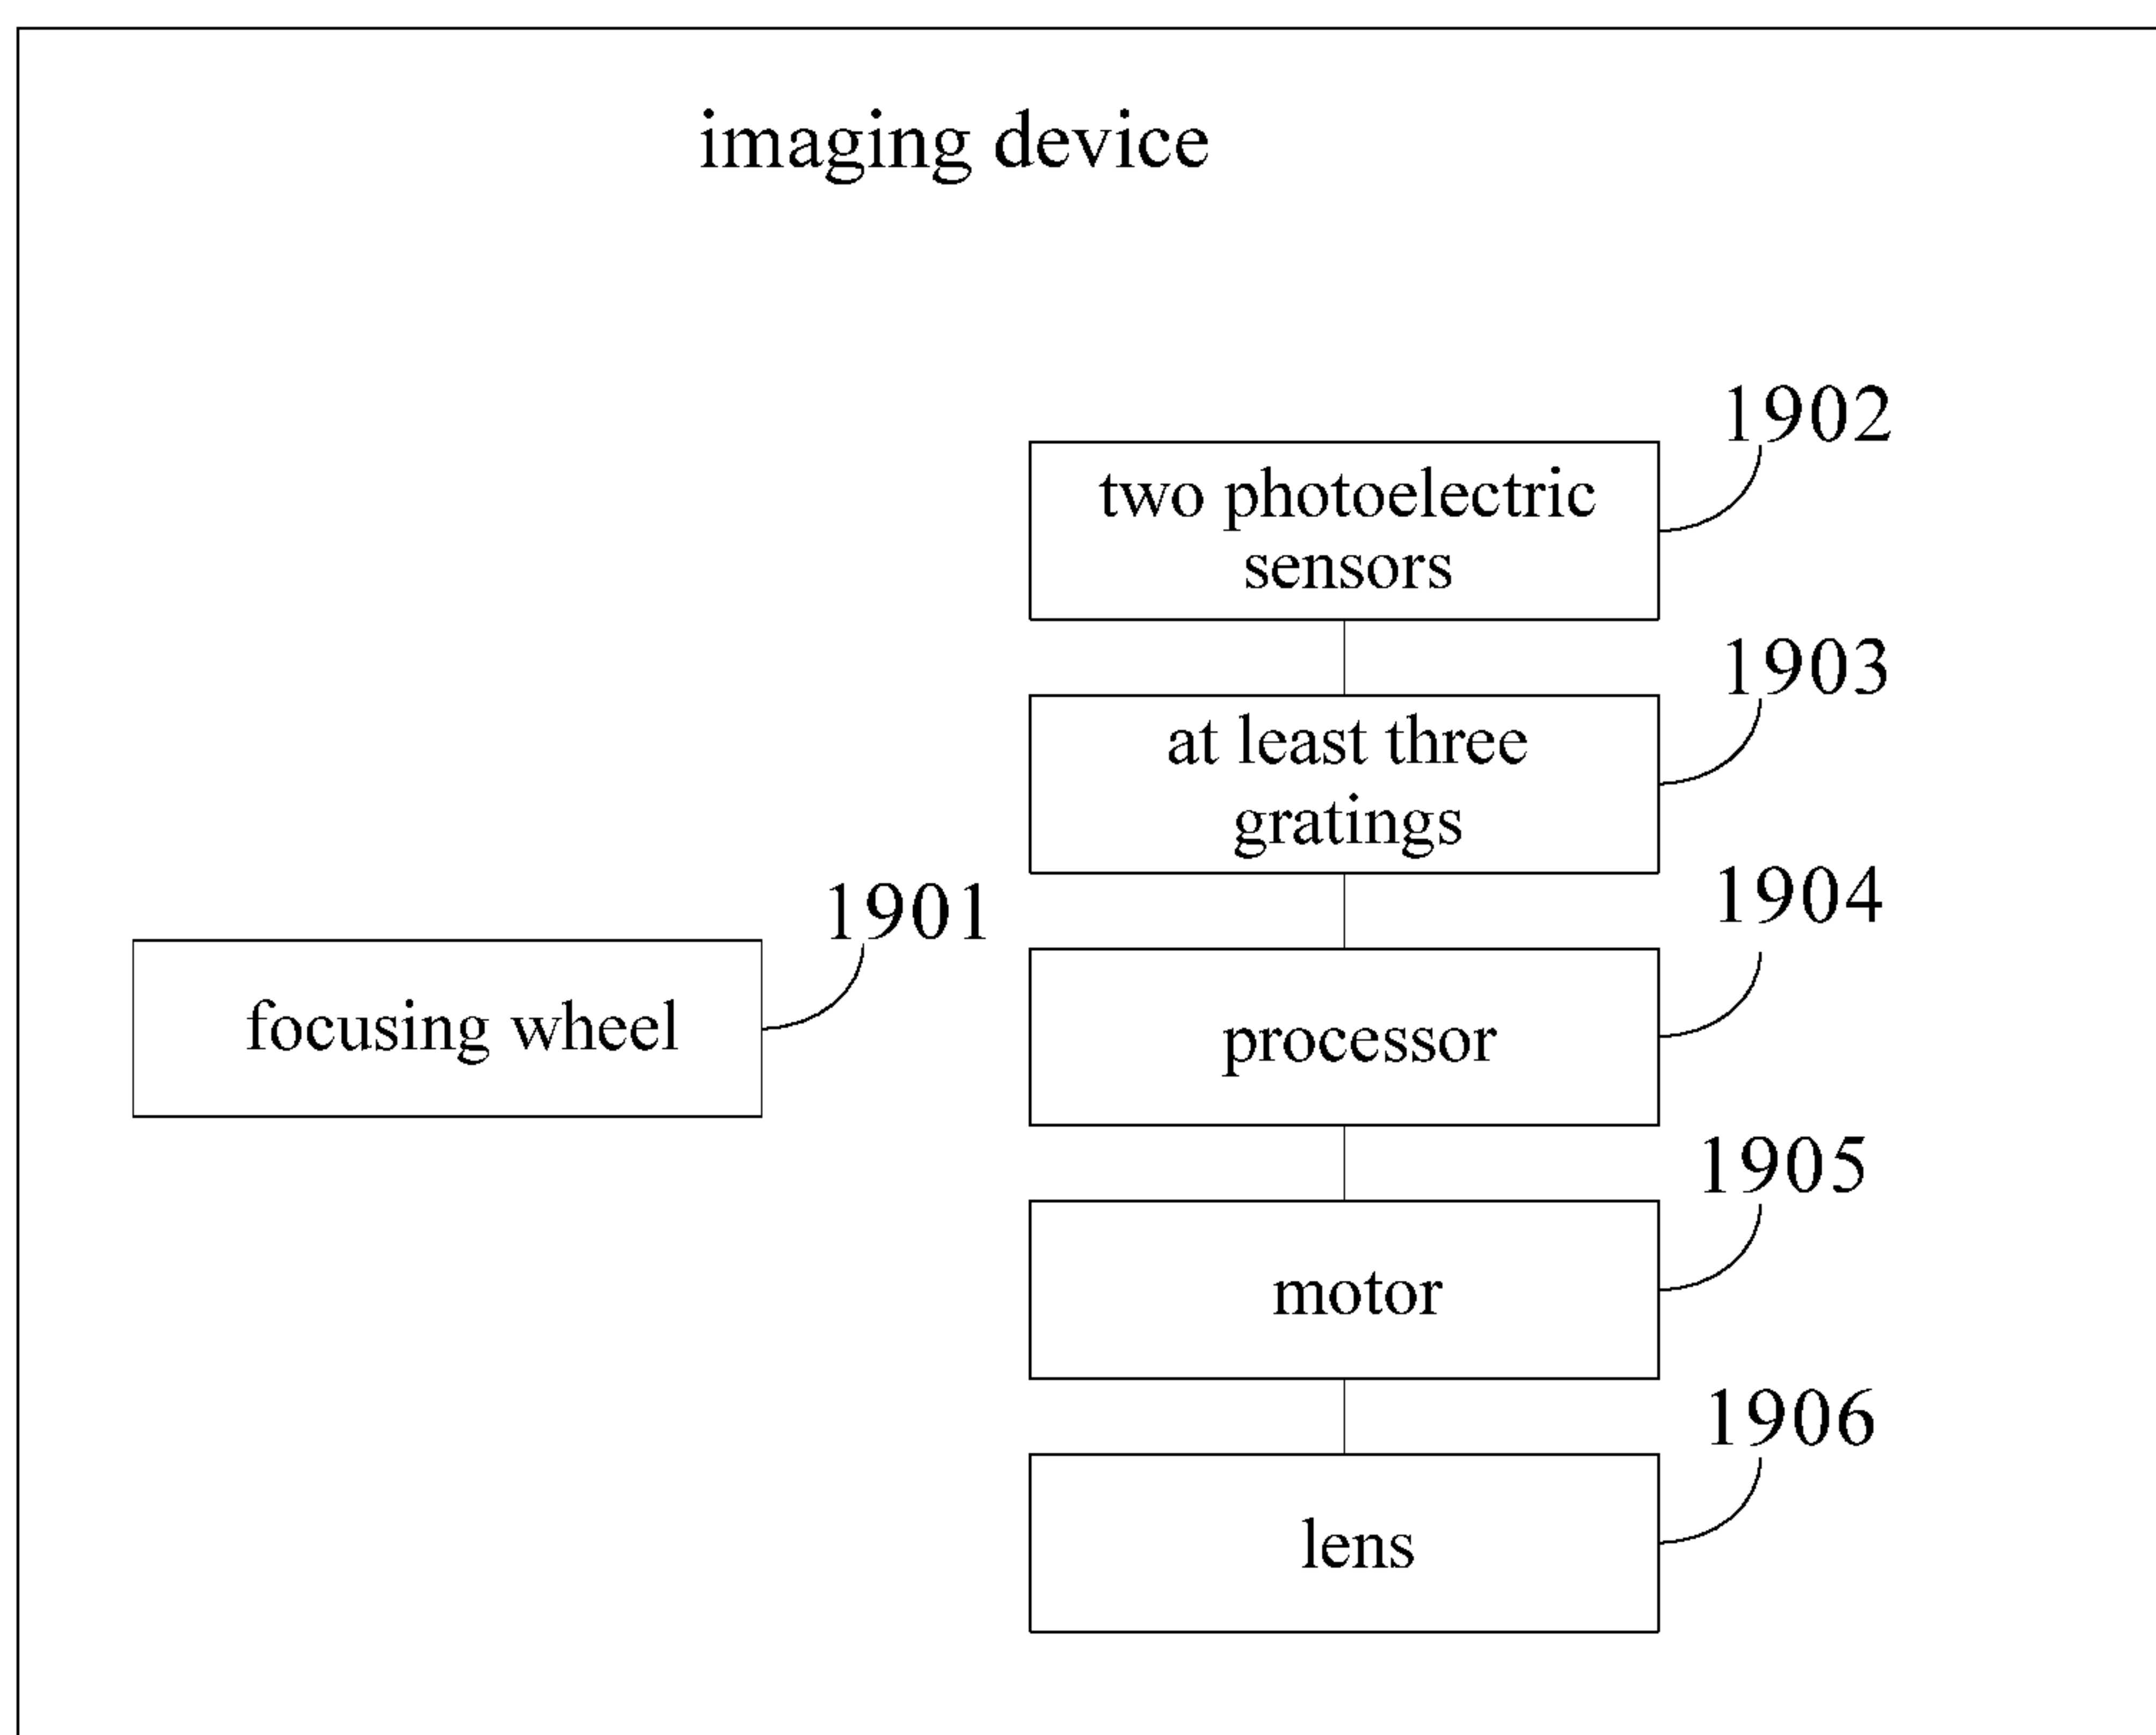 imaging device
1902
two photoelectric
sensors
1903
at least three
gratings
1901
1904
focusing wheel
processor
1905
motor
1906
lens